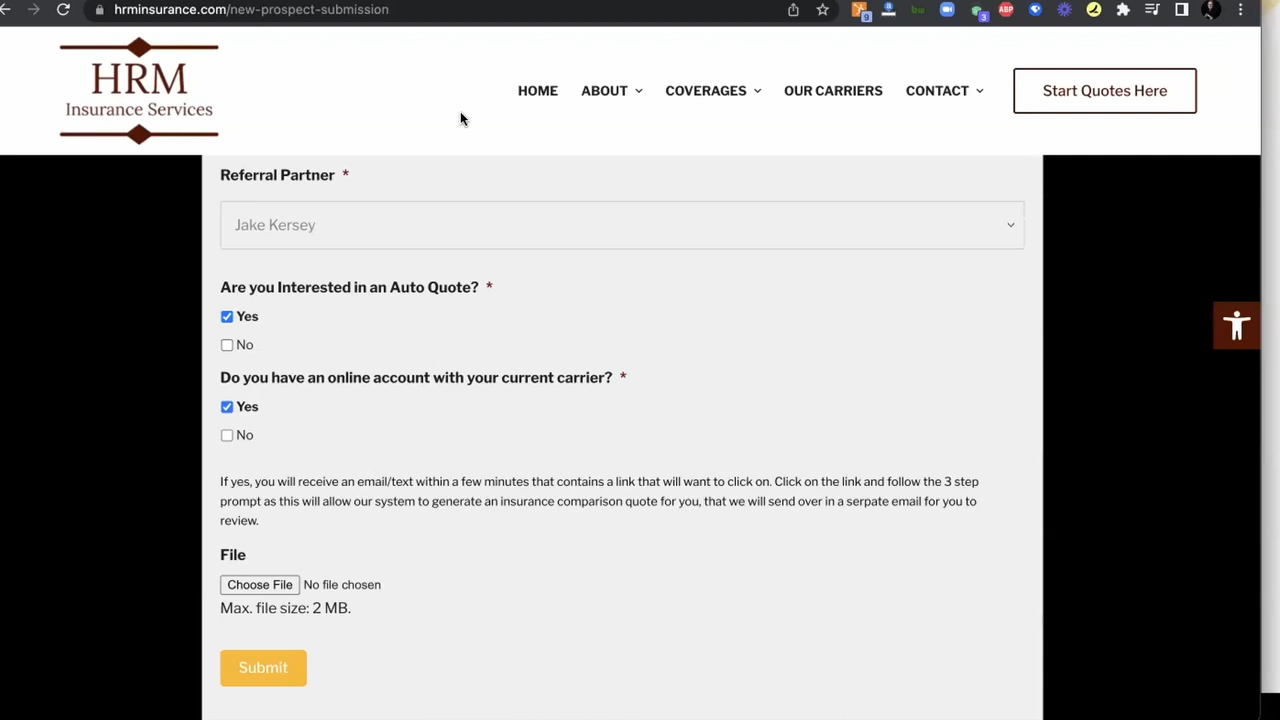 hrminsurance.com/new-prospect-submission
9
bu
3
ABP
HRM
Insurance Services
HOME
ABOUT
COVERAGES
OUR CARRIERS
CONTACT
Start Quotes Here
Referral Partner *
Jake Kersey
Are you Interested in an Auto Quote? *
Yes
No
Do you have an online account with your current carrier? *
Yes
No
If yes, you will receive an email/text within a few minutes that contains a link that will want to click on. Click on the link and follow the 3 step
prompt as this will allow our system to generate an insurance comparison quote for you, that we will send over in a serpate email for you to
review.
File
Choose File No file chosen
Max. file size: 2 MB.
Submit